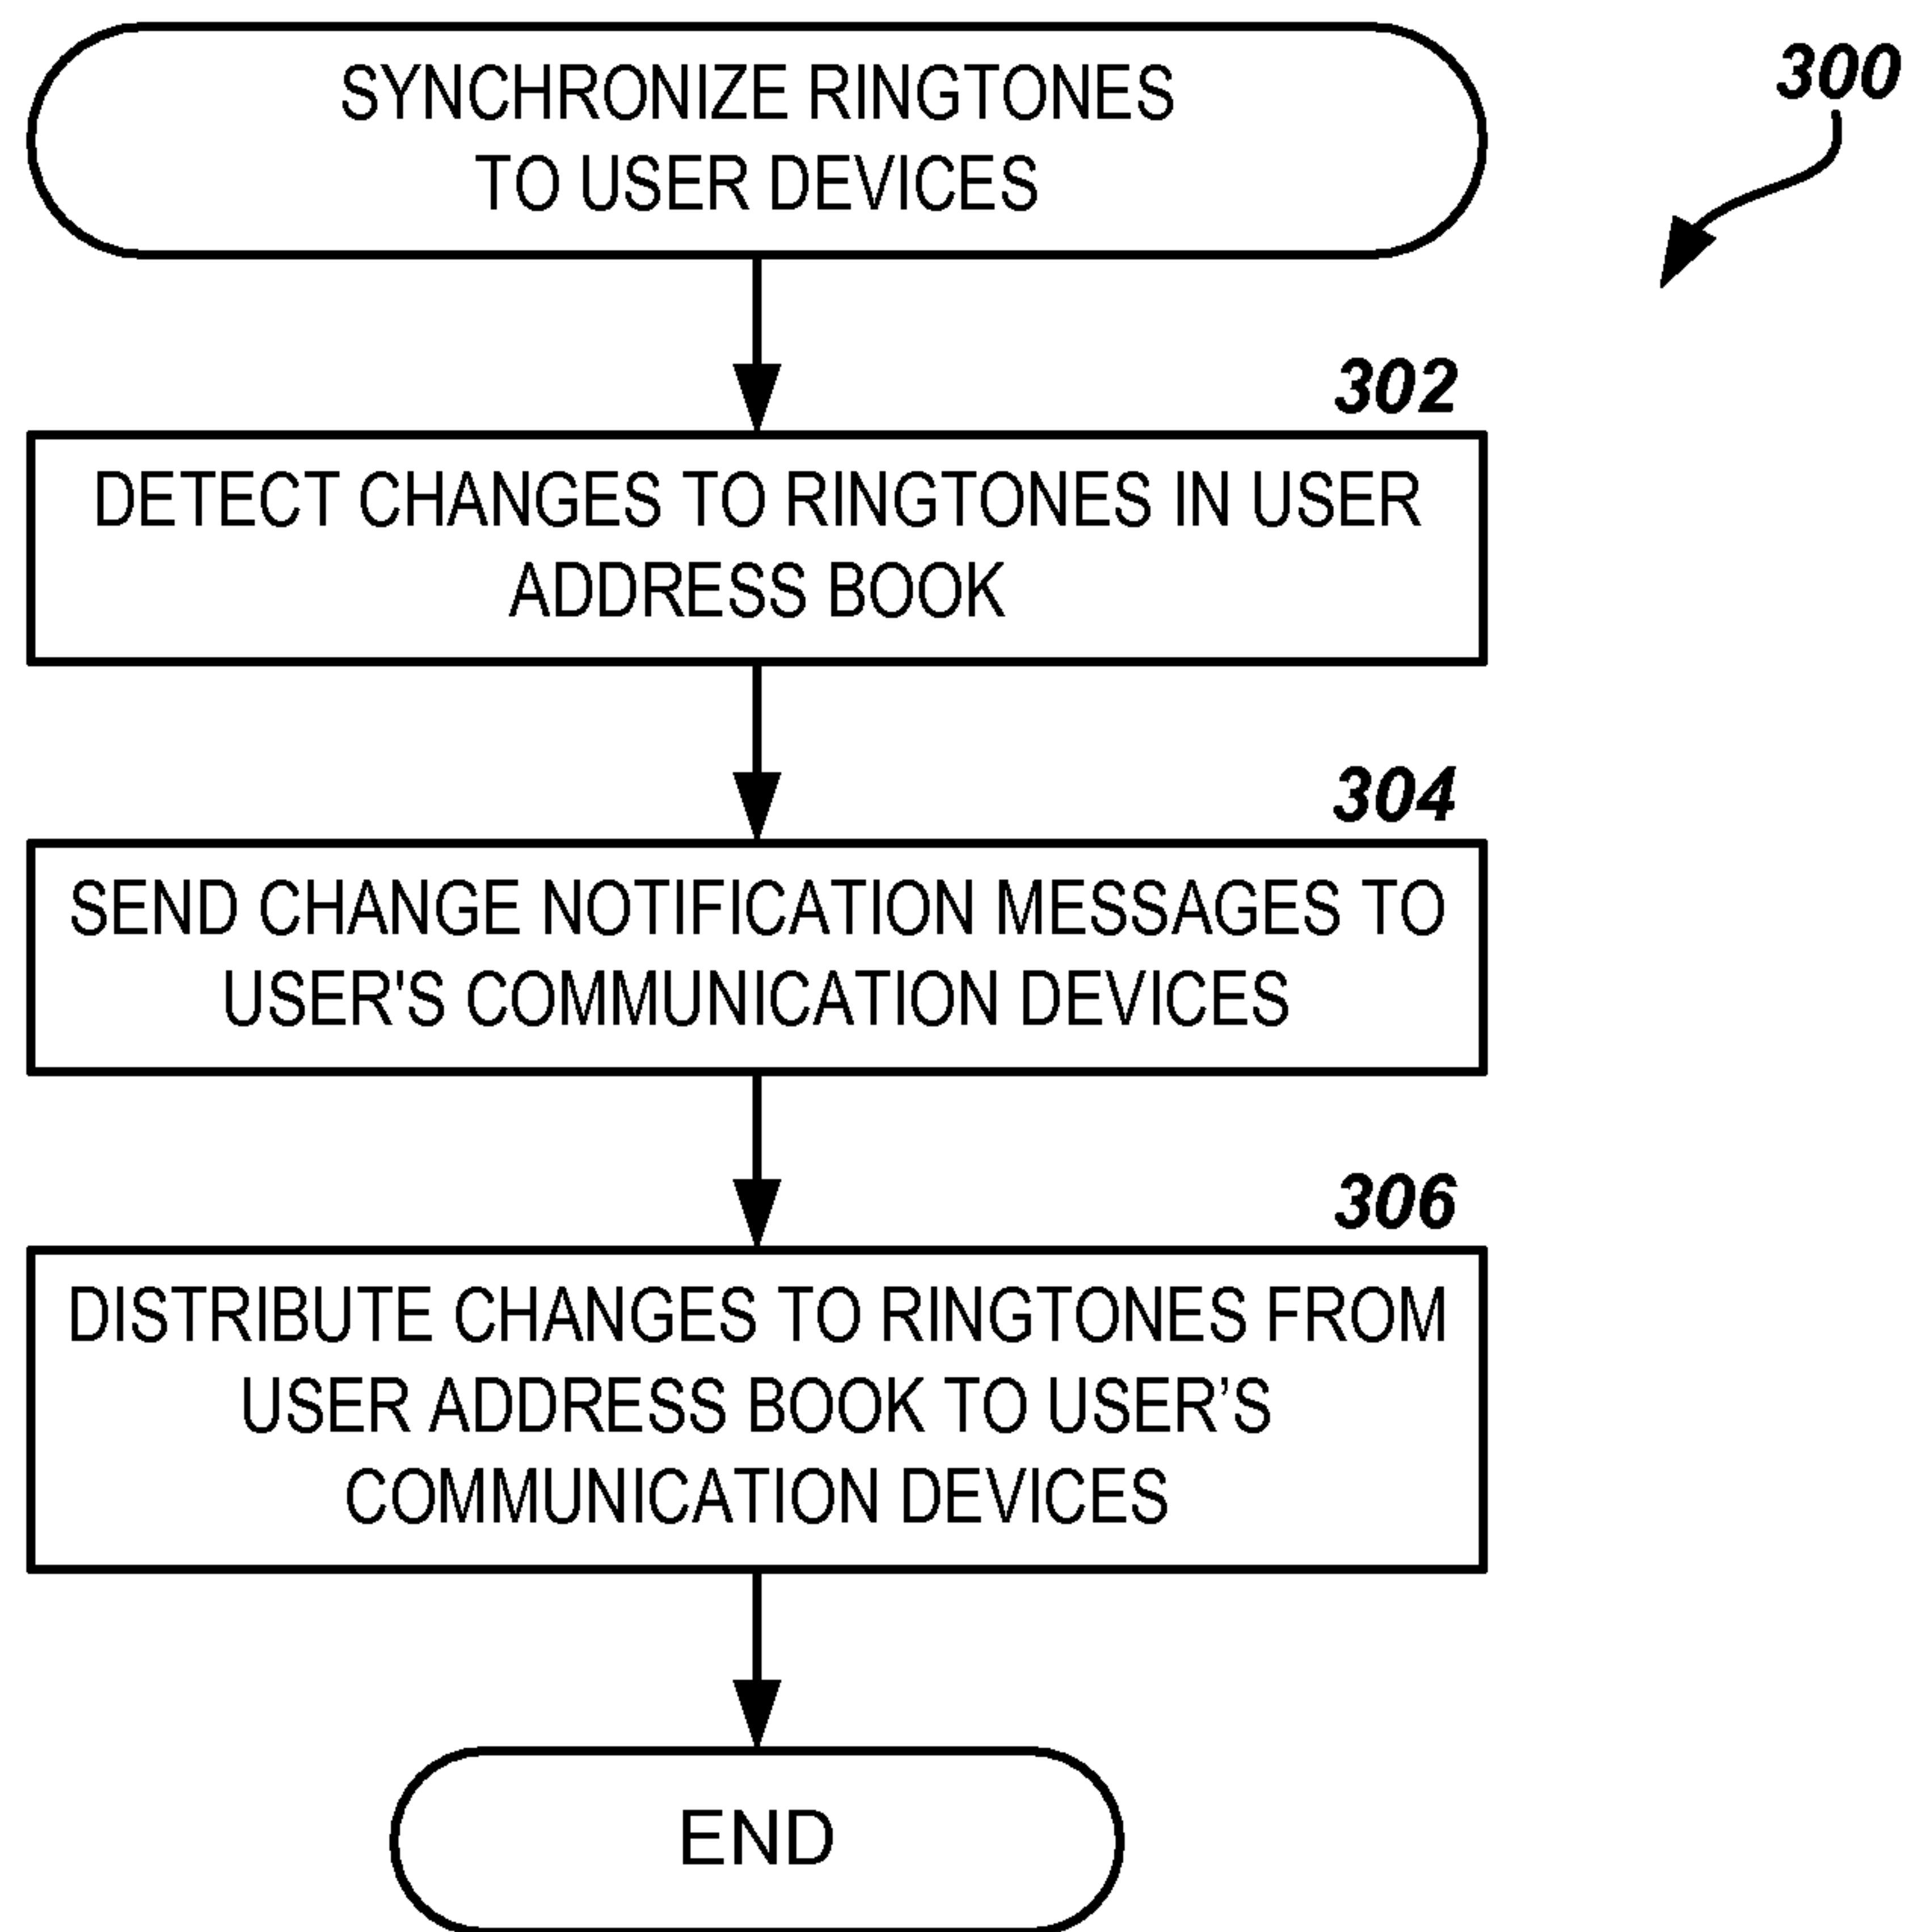 SYNCHRONIZE RINGTONES
TO USER DEVICES
300
302
DETECT CHANGES TO RINGTONES IN USER
ADDRESS BOOK
304
SEND CHANGE NOTIFICATION MESSAGES TO
USER'S COMMUNICATION DEVICES
306
DISTRIBUTE CHANGES TO RINGTONES FROM
USER ADDRESS BOOK TO USER’S
COMMUNICATION DEVICES
END